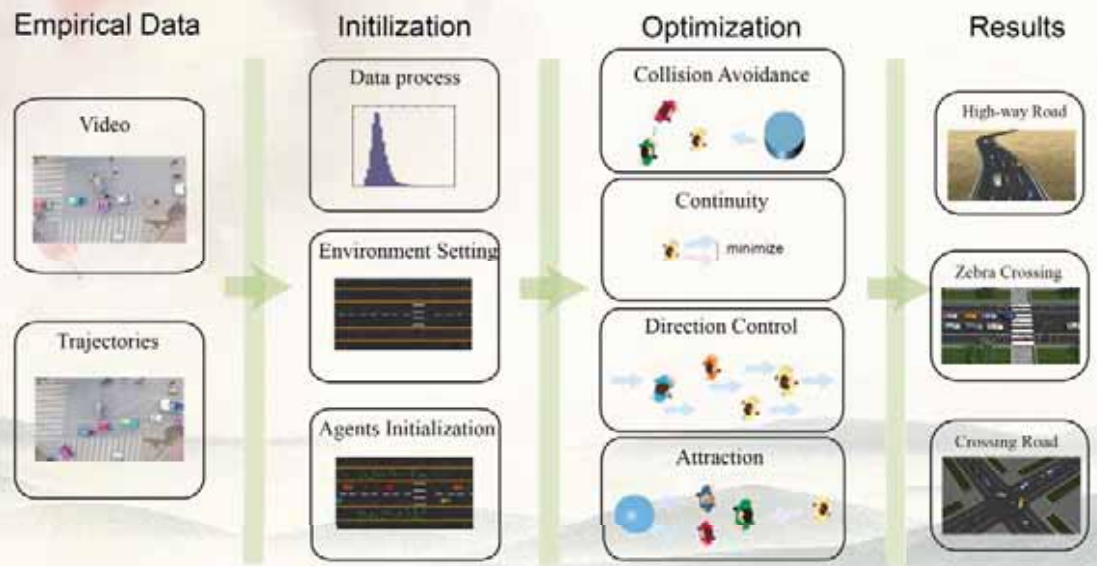 Empirical Data
Initilization
Optimization
Results
Video
Trajectories
Data process
Environment Setting
Agents Initialization
Collision Avoidance
Continuity
minimize
Direction Control
Attraction
High-way Road
Zebra Crossing
Crossing Road